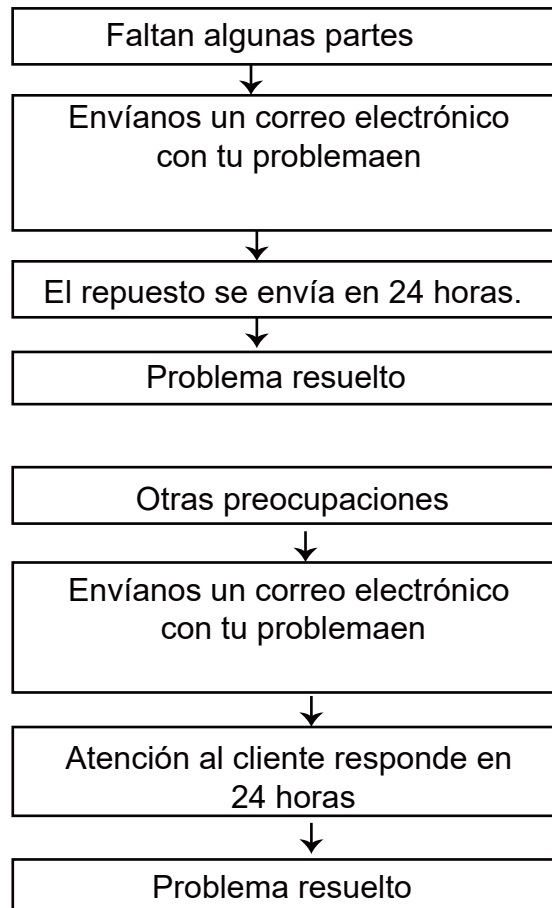 Faltan algunas partes
Envíanos un correo electrónico
con tu problemaen
El repuesto se envía en 24 horas.
Problema resuelto
Otras preocupaciones
Envíanos un correo electrónico
con tu problemaen
Atención al cliente responde en
24 horas
Problema resuelto